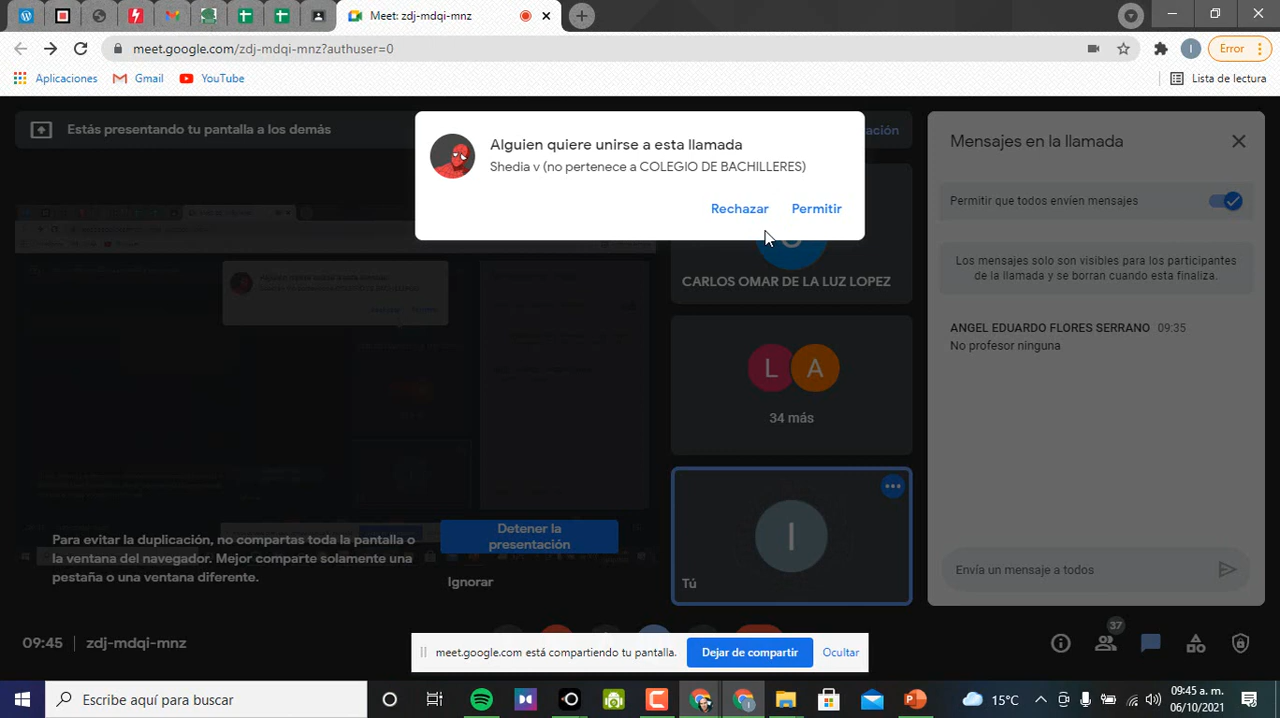 Meet: zdj-mdqi-mnz
meet.google.com/zdj-mdqi-mnz?authuser=0
Error
Aplicaciones
Gmail
YouTube
Lista de lectura
Estás presentando tu pantalla a los demás
Alguien quiere unirse a esta llamada
Shedia v (no pertenece a COLEGIO DE BACHILLERES)
Rechazar
Permitir
CARLOS OMAR DE LA LUZ LOPEZ
L
A
34 más
I
Tú
Mensajes en la llamada
Permitir que todos envíen mensajes
Los mensajes solo son visibles para los participantes
de la llamada y se borran cuando esta finaliza.
ANGEL EDUARDO FLORES SERRANO 09:35
No profesor ninguna
Envía un mensaje a todos
Para evitar la duplicación, no compartas toda la pantalla o
la ventana del navegador. Mejor comparte solamente una
pestaña o una ventana diferente.
Detener la
presentación
Ignorar
09:45
zdj-mdqi-mnz
meet.google.com está compartiendo tu pantalla.
Dejar de compartir
Ocultar
37
Escribe aquí para buscar
15°C
09:45 a. m.
06/10/2021